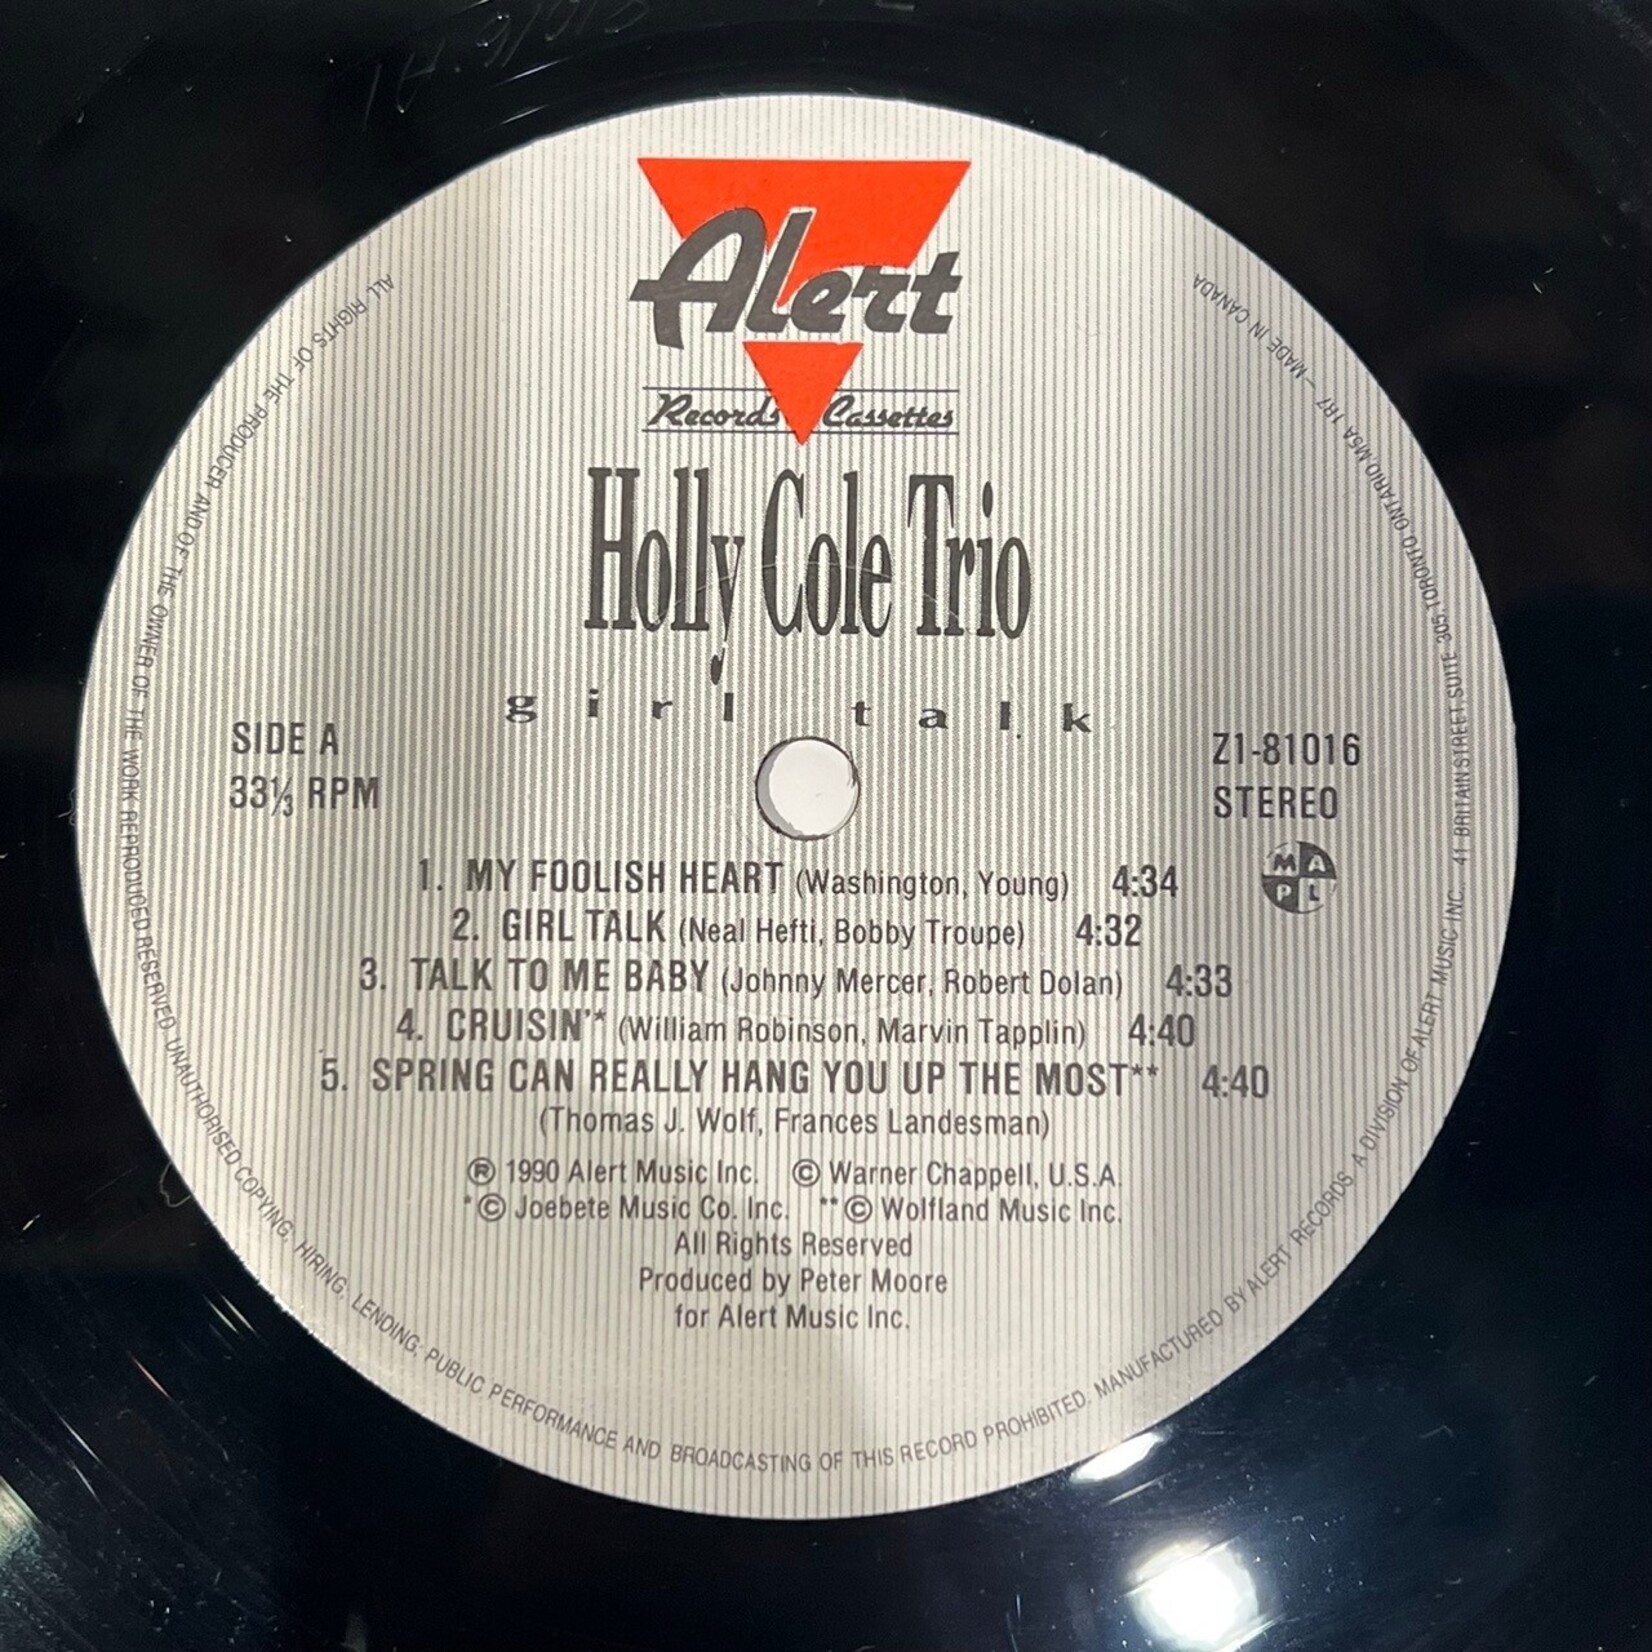 Alert
Records Cassettes
Holly Cole Trio
girl talk
SIDE A
33⅓ RPM
Z1-81016
STEREO
MAPL
1. MY FOOLISH HEART (Washington, Young) 4:34
2. GIRL TALK (Neal Hefti, Bobby Troupe) 4:32
3. TALK TO ME BABY (Johnny Mercer, Robert Dolan) 4:33
4. CRUISIN'* (William Robinson, Marvin Tapplin) 4:40
5. SPRING CAN REALLY HANG YOU UP THE MOST** 4:40
(Thomas J. Wolf, Frances Landesman)
® 1990 Alert Music Inc. © Warner Chappell, U.S.A.
*© Joebete Music Co. Inc. **© Wolfland Music Inc.
All Rights Reserved
Produced by Peter Moore
for Alert Music Inc.
ALL RIGHTS OF THE PRODUCER AND OF THE OWNER OF THE WORK REPRODUCED RESERVED. UNAUTHORISED COPYING, HIRING, LENDING, PUBLIC PERFORMANCE AND BROADCASTING OF THIS RECORD PROHIBITED. MANUFACTURED BY ALERT RECORDS, A DIVISION OF ALERT MUSIC INC. 41 BRITAIN STREET, SUITE 305, TORONTO ONTARIO, M5A 1R7 — MADE IN CANADA